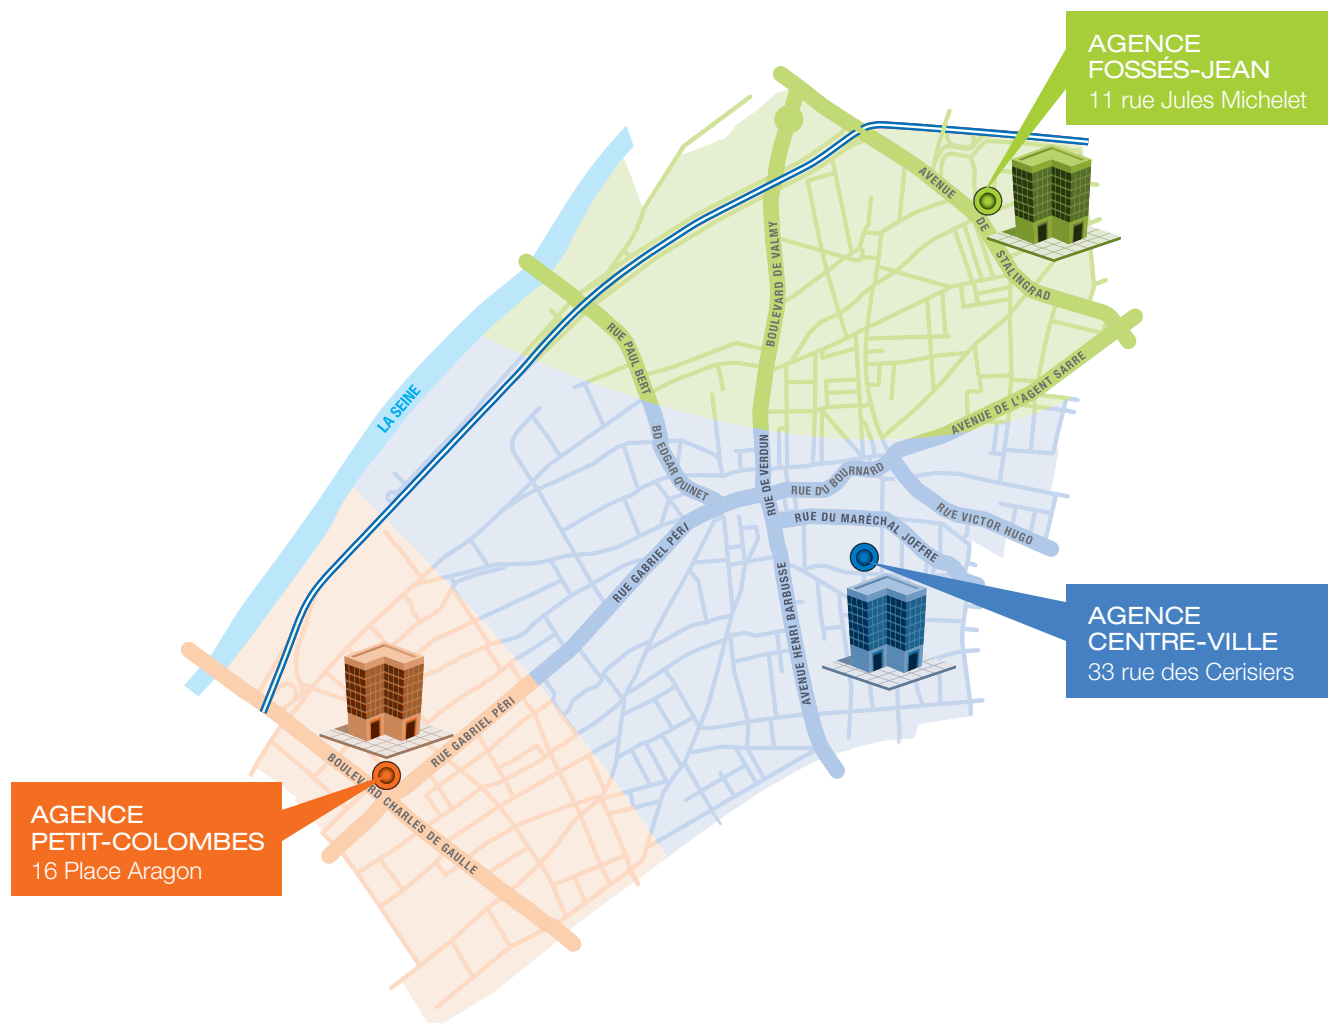 AGENCE
FOSSÉS-JEAN
11 rue Jules Michelet
AVENUE
DE
STALINGRAD
BOULEVARD DE VALMY
RUE PAUL BERT
AVENUE DE L'AGENT SARRE
LA SEINE
BD EDGAR QUINET
RUE DE VERDUN
RUE DU BOURNARD
RUE VICTOR HUGO
RUE DU MARÉCHAL JOFFRE
RUE GABRIEL PÉRI
AVENUE HENRI BARBUSSE
AGENCE
CENTRE-VILLE
33 rue des Cerisiers
RUE GABRIEL PÉRI
BOULEVARD CHARLES DE GAULLE
AGENCE
PETIT-COLOMBES
16 Place Aragon